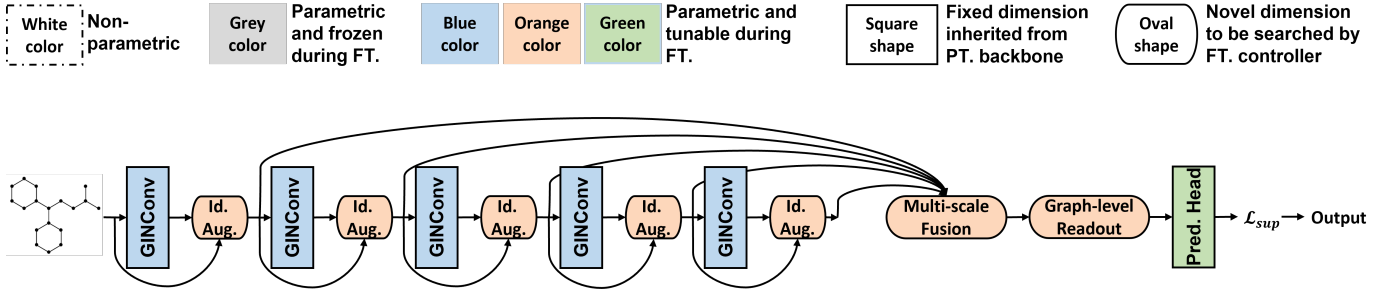 White
color
Non-
parametric
Grey
color
Parametric
and frozen
during FT.
Blue
color
Orange
color
Green
color
Parametric and
tunable during
FT.
Square
shape
Fixed dimension
inherited from
PT. backbone
Oval
shape
Novel dimension
to be searched by
FT. controller
GINConv
Id.
Aug.
GINConv
Id.
Aug.
GINConv
Id.
Aug.
GINConv
Id.
Aug.
GINConv
Id.
Aug.
Multi-scale
Fusion
Graph-level
Readout
Pred. Head
ℒsup
Output